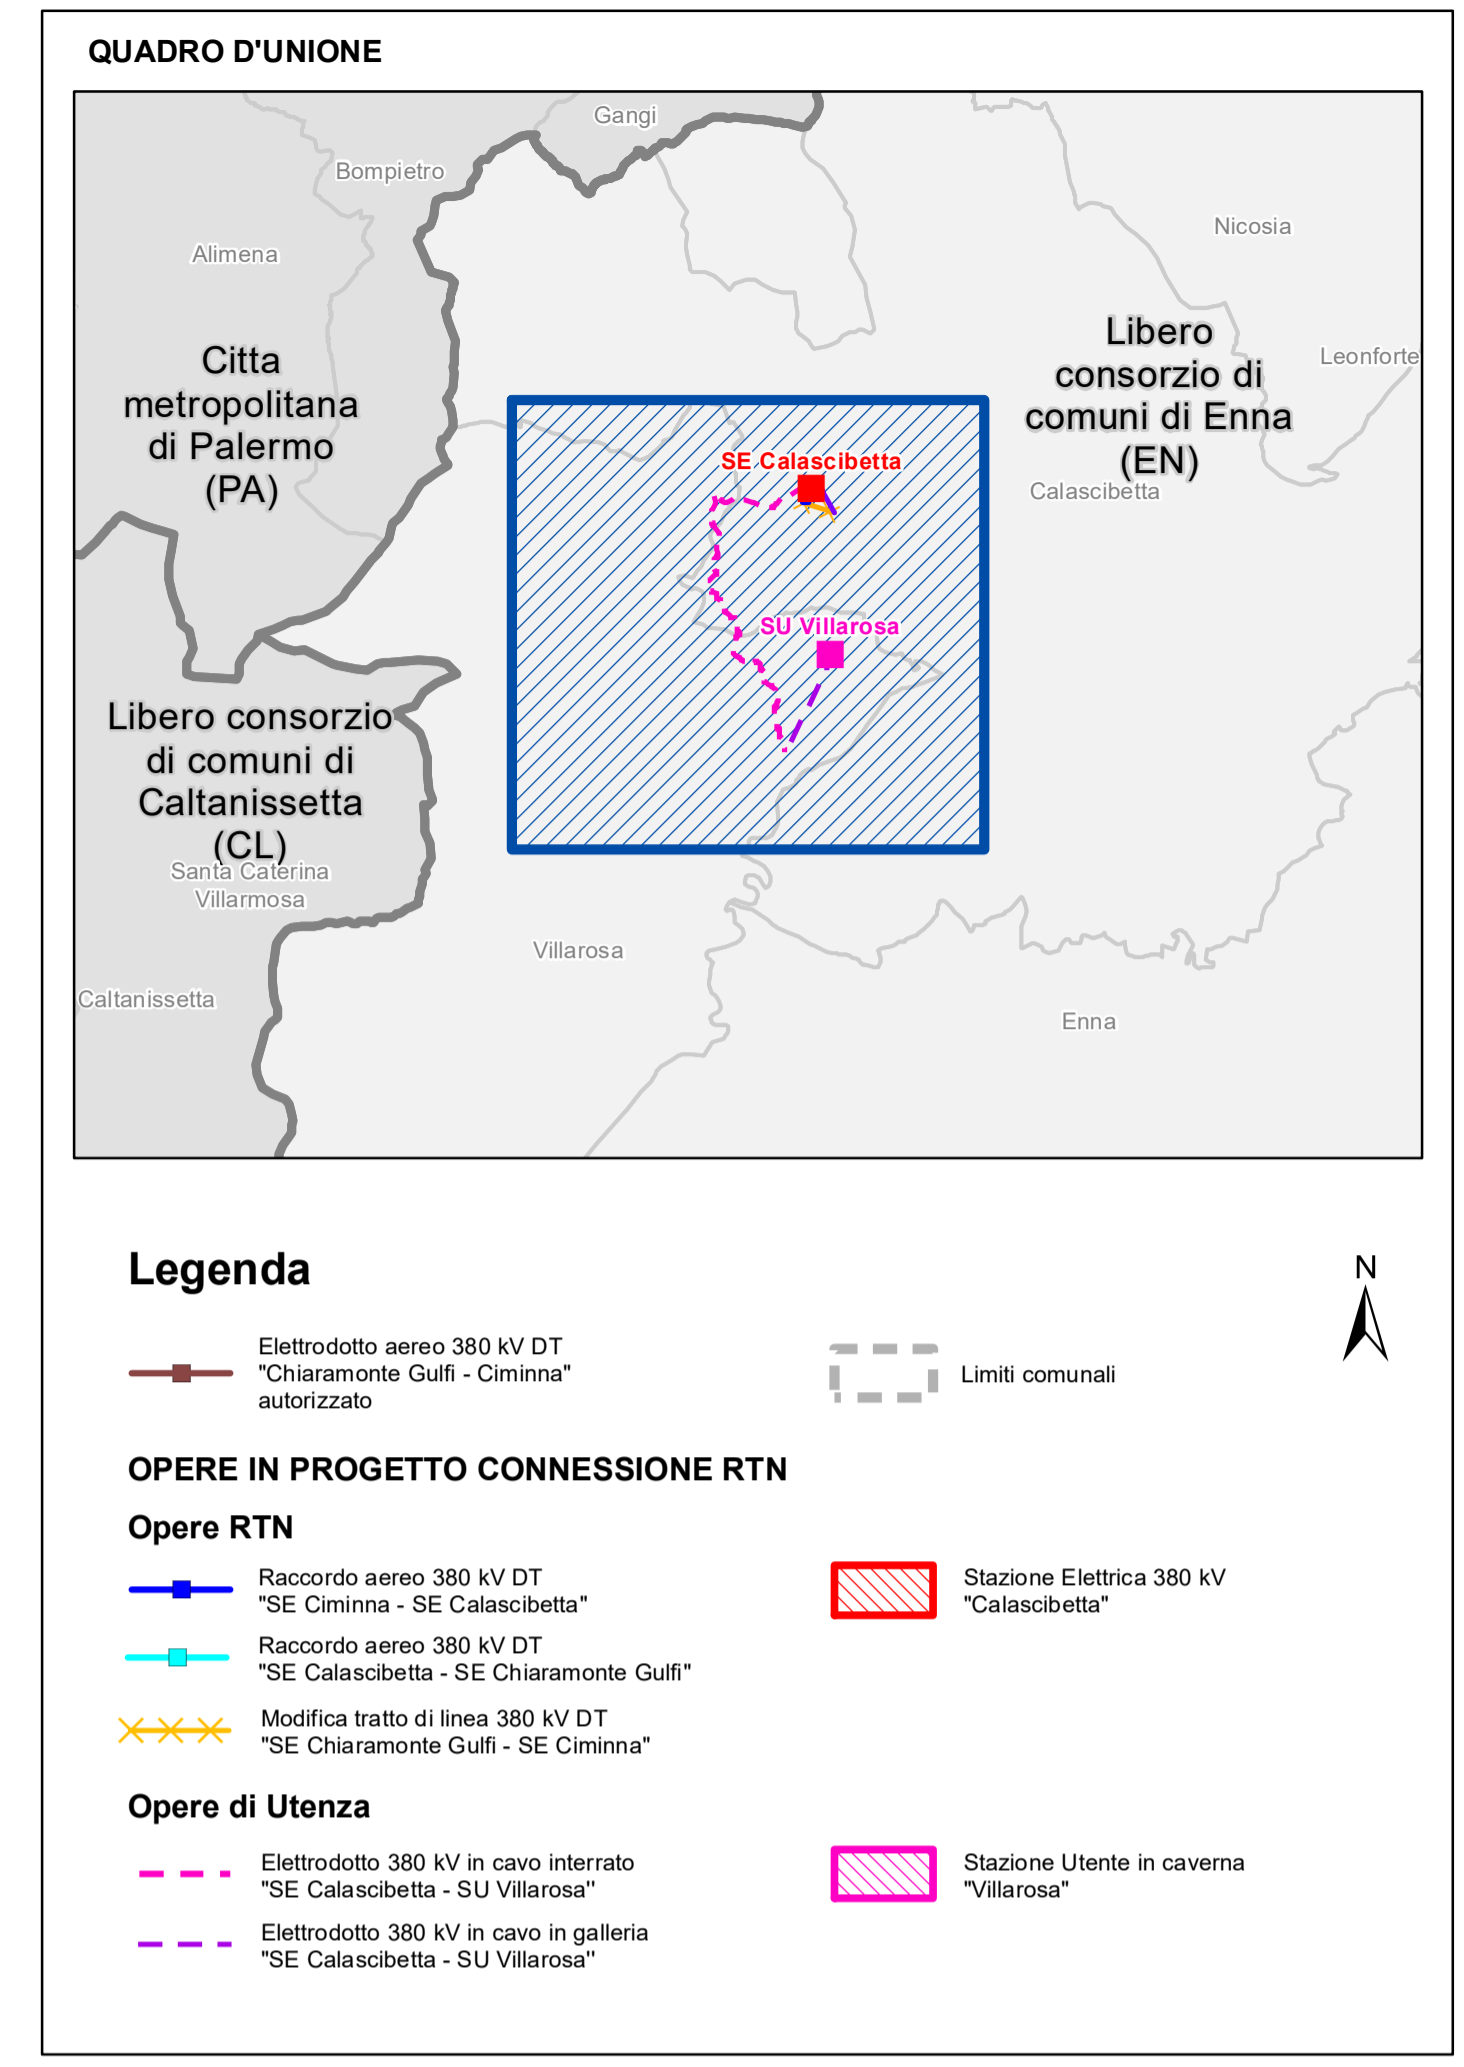 QUADRO D'UNIONE
Gangi
Bompietro
Nicosia
Alimena
Libero
consorzio di
comuni di Enna
(EN)
Leonforte
Citta
metropolitana
di Palermo
(PA)
SE Calascibetta
Calascibetta
SU Villarosa
Libero consorzio
di comuni di
Caltanissetta
(CL)
Santa Caterina
Villarmosa
Villarosa
Caltanissetta
Enna
Legenda
N
Elettrodotto aereo 380 kV DT
"Chiaramonte Gulfi - Ciminna"
autorizzato
Limiti comunali
OPERE IN PROGETTO CONNESSIONE RTN
Opere RTN
Raccordo aereo 380 kV DT
"SE Ciminna - SE Calascibetta"
Stazione Elettrica 380 kV
"Calascibetta"
Raccordo aereo 380 kV DT
"SE Calascibetta - SE Chiaramonte Gulfi"
Modifica tratto di linea 380 kV DT
"SE Chiaramonte Gulfi - SE Ciminna"
Opere di Utenza
Elettrodotto 380 kV in cavo interrato
"SE Calascibetta - SU Villarosa''
Stazione Utente in caverna
"Villarosa"
Elettrodotto 380 kV in cavo in galleria
"SE Calascibetta - SU Villarosa''